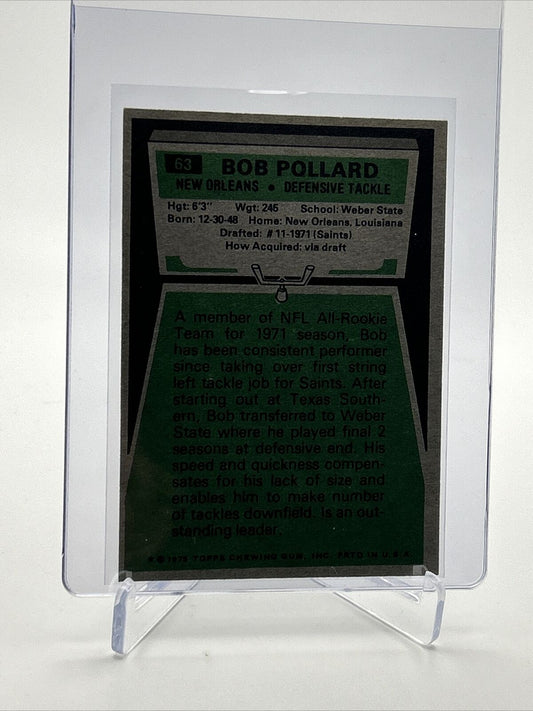 63 BOB POLLARD
NEW ORLEANS • DEFENSIVE TACKLE
Hgt: 6'3" Wgt: 245 School: Weber State
Born: 12-30-48 Home: New Orleans, Louisiana
Drafted: #11-1971 (Saints)
How Acquired: via draft
A member of NFL All-Rookie
Team for 1971 season, Bob
has been consistent performer
since taking over first string
left tackle job for Saints. After
starting out at Texas South-
ern, Bob transferred to Weber
State where he played final 2
seasons at defensive end. His
speed and quickness compen-
sates for his lack of size and
enables him to make number
of tackles downfield. Is an out-
standing leader.
© 1975 TOPPS CHEWING GUM, INC. PRTD IN U.S.A.